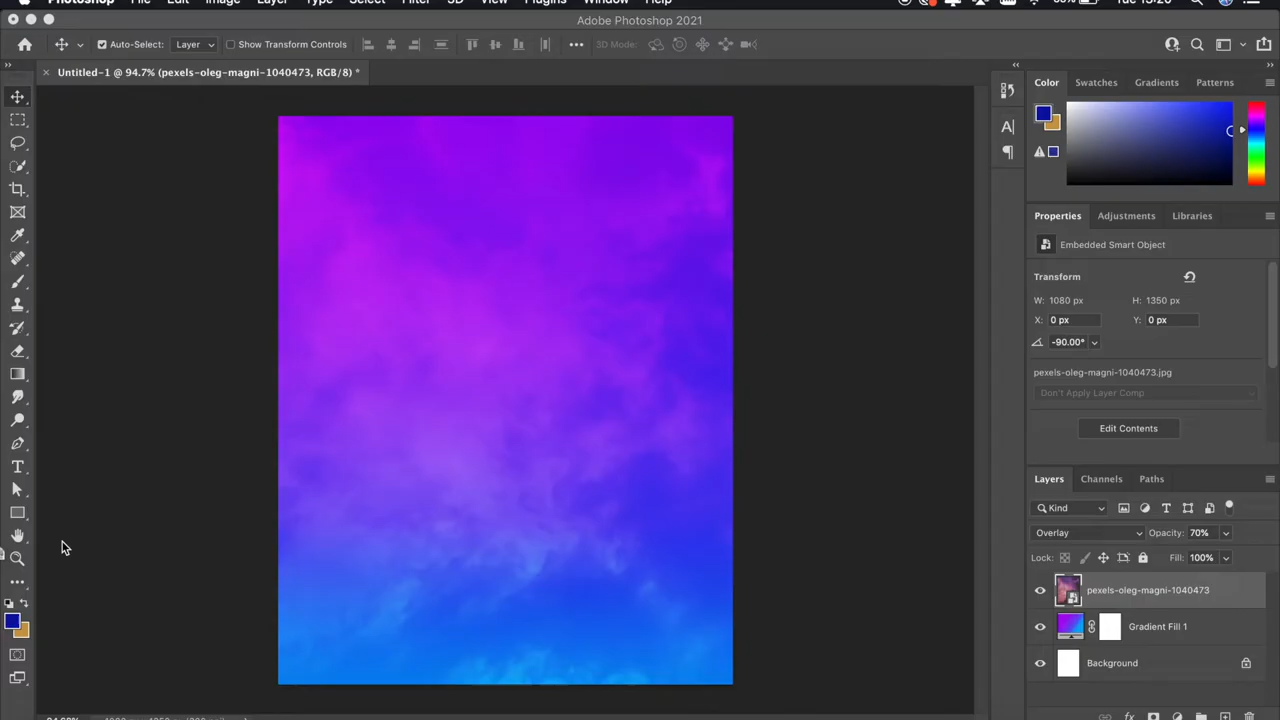 Photoshop File Edit Image Layer Type Select Filter 3D View Plugins Window Help Tue 15:20
Adobe Photoshop 2021
Auto-Select: Layer Show Transform Controls 3D Mode:
Untitled-1 @ 94.7% (pexels-oleg-magni-1040473, RGB/8) *
Color Swatches Gradients Patterns
Properties Adjustments Libraries
Embedded Smart Object
Transform
W: 1080 px H: 1350 px
X: 0 px Y: 0 px
-90.00°
pexels-oleg-magni-1040473.jpg
Don't Apply Layer Comp
Edit Contents
Layers Channels Paths
Kind
Overlay Opacity: 70%
Lock: Fill: 100%
pexels-oleg-magni-1040473
Gradient Fill 1
Background